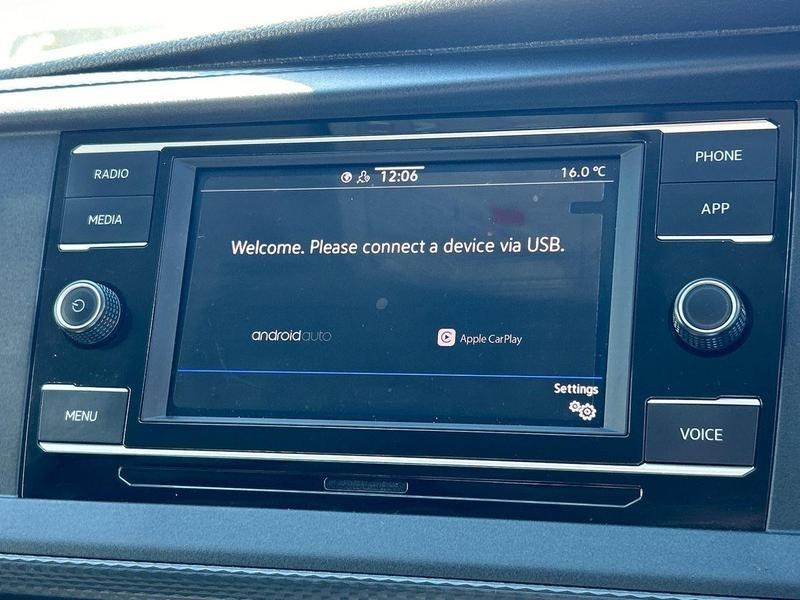 12:06
16.0 °C
RADIO
MEDIA
PHONE
APP
Welcome. Please connect a device via USB.
androidauto
Apple CarPlay
Settings
MENU
VOICE